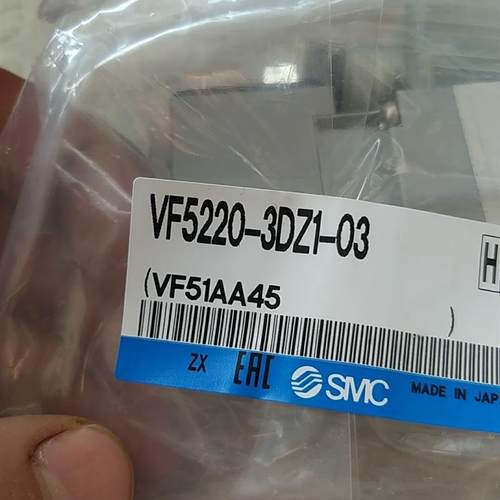 VF5220-3DZ1-03
H
(VF51AA45 )
ZX EAC SMC MADE IN JAP